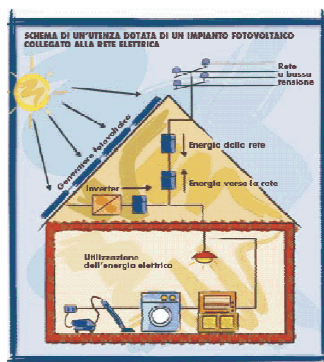 SCHEMA DI UN'UTENZA DOTATA DI UN IMPIANTO FOTOVOLTAICO
COLLEGATO ALLA RETE ELETTRICA
Rete
a bassa
tensione
Generatore fotovoltaico
Energia dalla rete
Inverter
Energia verso la rete
Utilizzazione
dell'energia elettrica